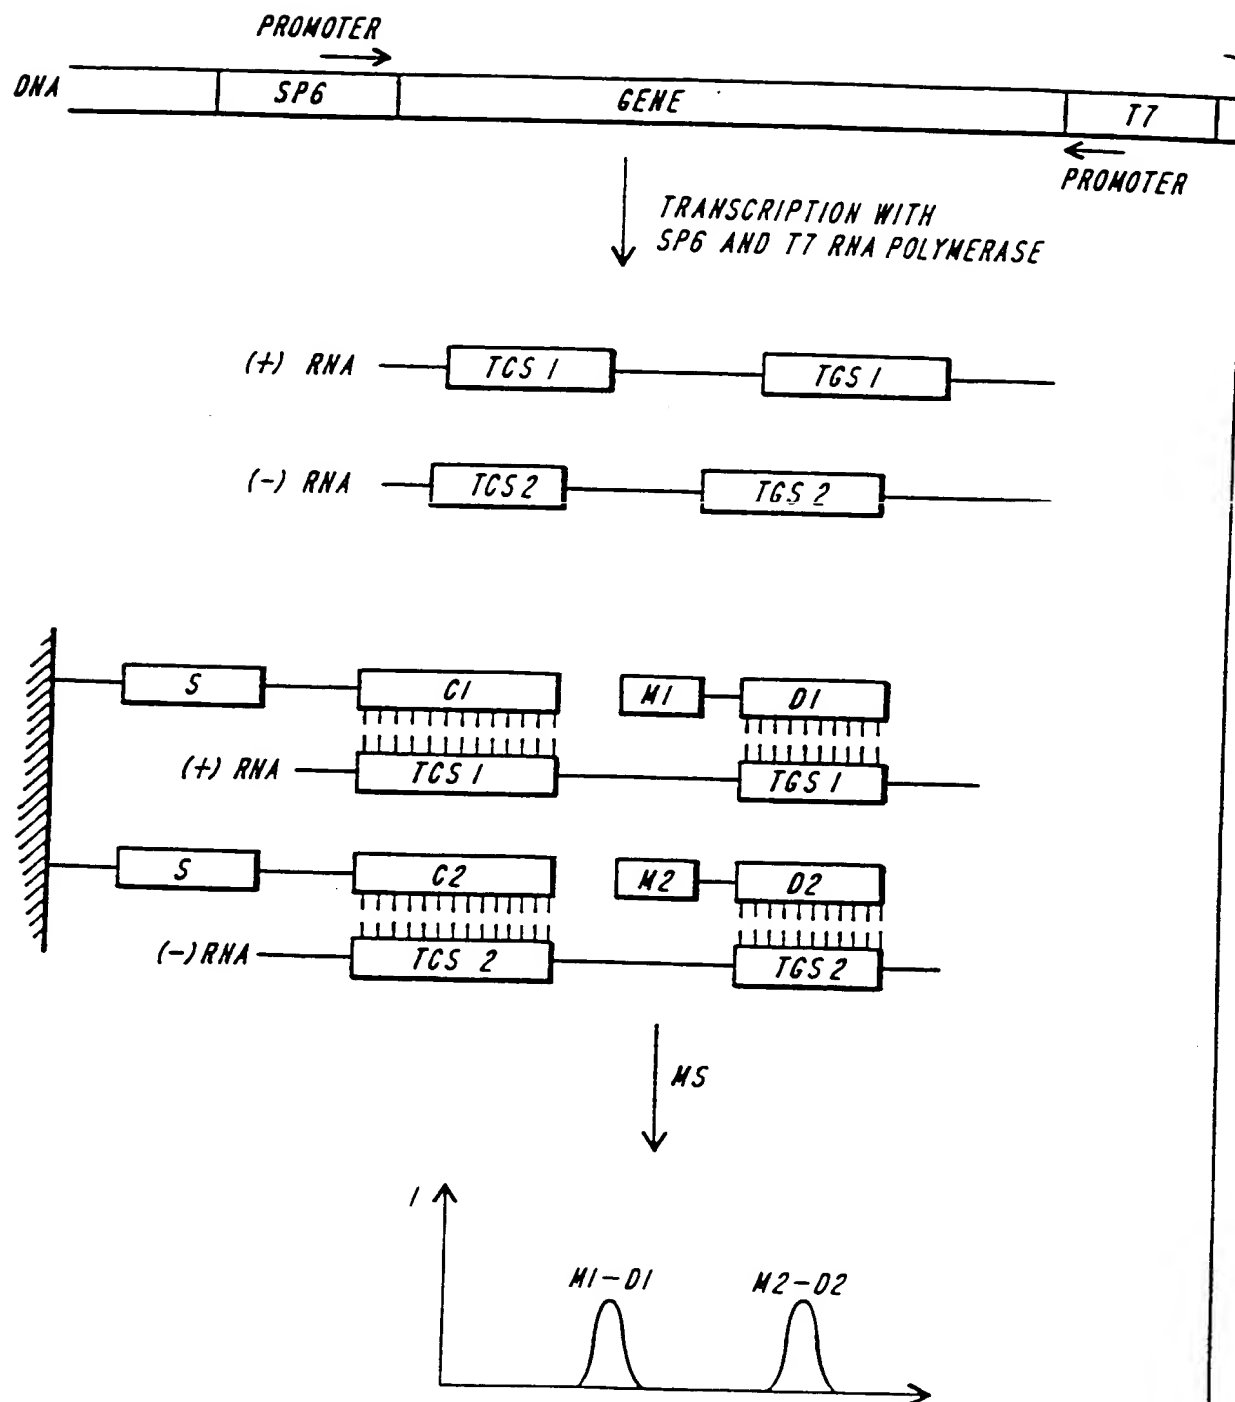 PROMOTER
DNA SP6 GENE T7
PROMOTER
TRANSCRIPTION WITH
SP6 AND T7 RNA POLYMERASE
(+) RNA TCS 1 TGS 1
(-) RNA TCS2 TGS 2
S C1 M1 D1
(+) RNA TCS 1 TGS 1
S C2 M2 D2
(-) RNA TCS 2 TGS 2
MS
I
M1-D1 M2-D2